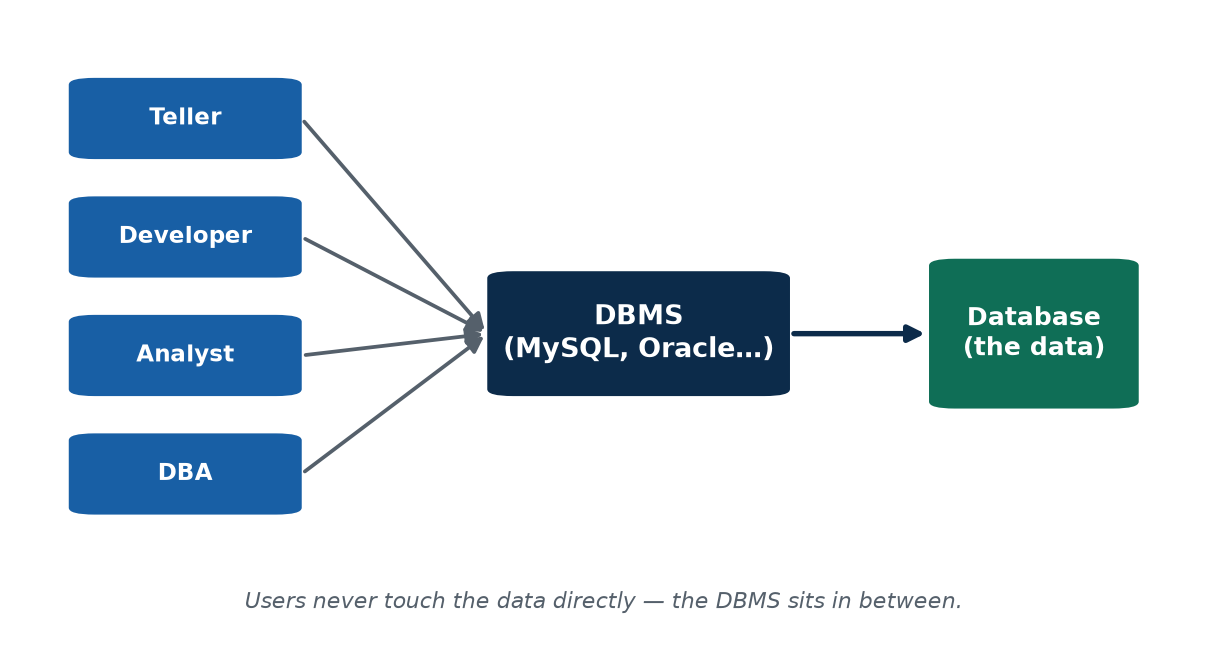 Teller
Developer
Analyst
DBA
DBMS
(MySQL, Oracle…)
Database
(the data)
Users never touch the data directly — the DBMS sits in between.